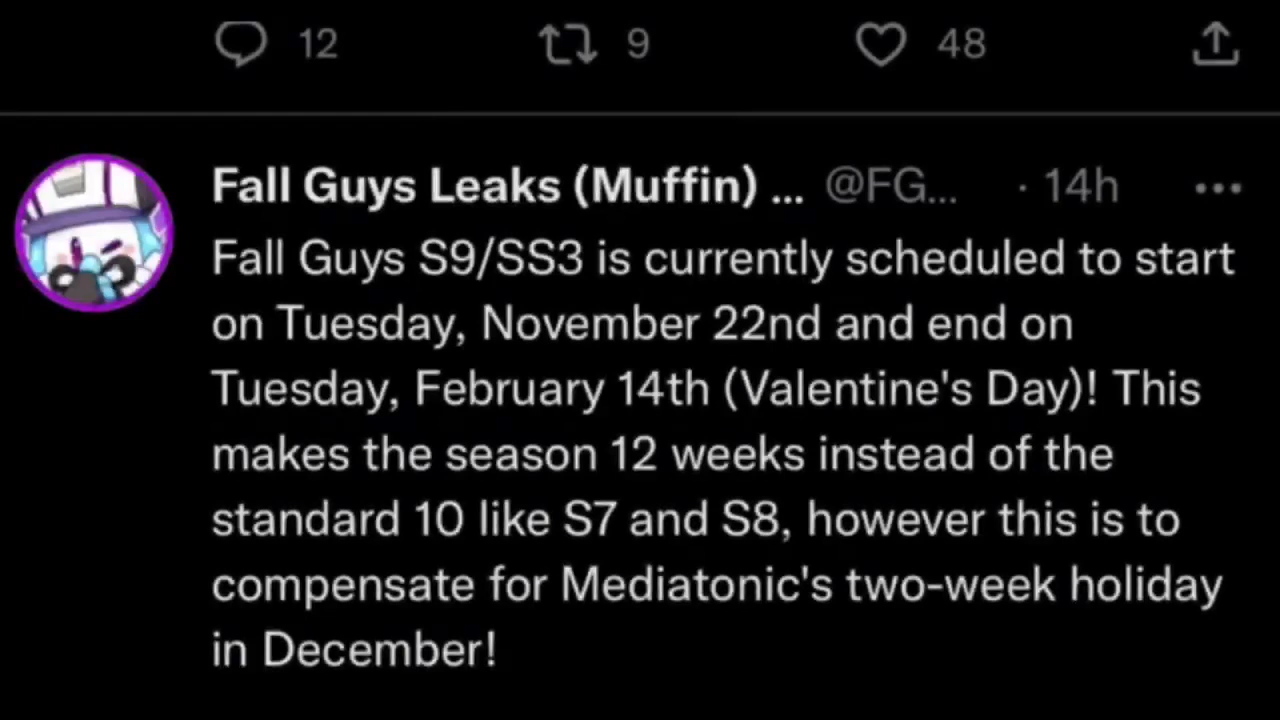 12 9 48
Fall Guys Leaks (Muffin) ... @FG... · 14h
Fall Guys S9/SS3 is currently scheduled to start
on Tuesday, November 22nd and end on
Tuesday, February 14th (Valentine's Day)! This
makes the season 12 weeks instead of the
standard 10 like S7 and S8, however this is to
compensate for Mediatonic's two-week holiday
in December!